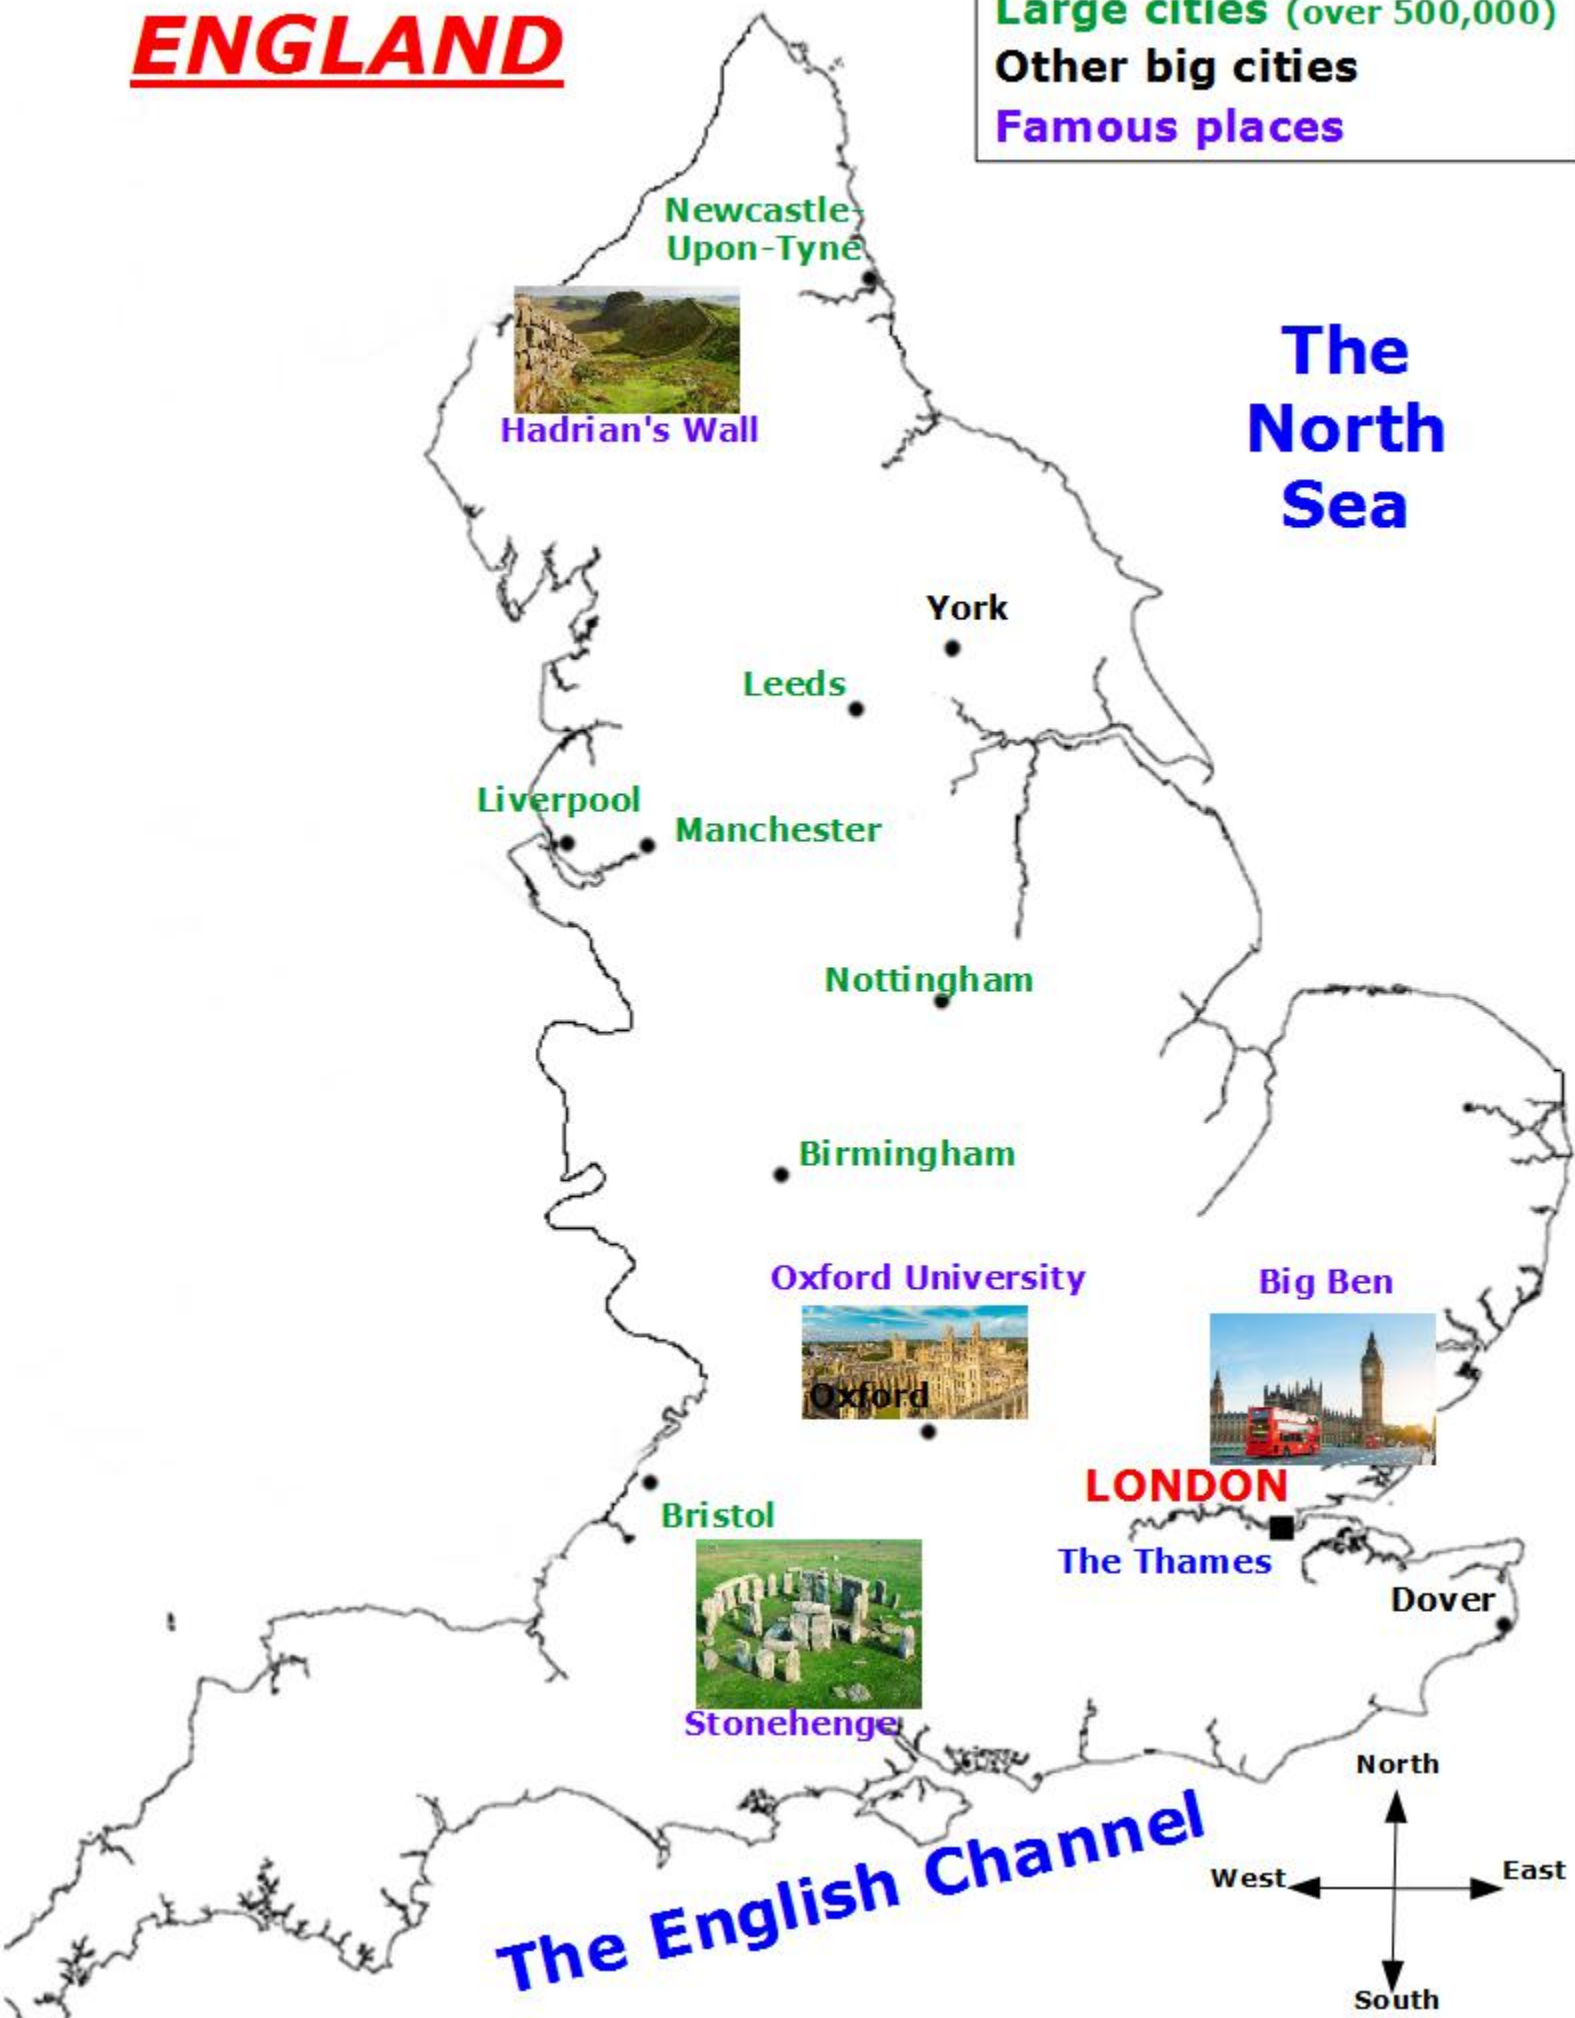 ENGLAND
Large cities (over 500,000)
Other big cities
Famous places
Newcastle-
Upon-Tyne
The
North
Sea
Hadrian's Wall
York
Leeds
Liverpool
Manchester
Nottingham
Birmingham
Oxford University
Big Ben
Oxford
LONDON
Bristol
The Thames
Dover
Stonehenge
The English Channel
North
West
East
South